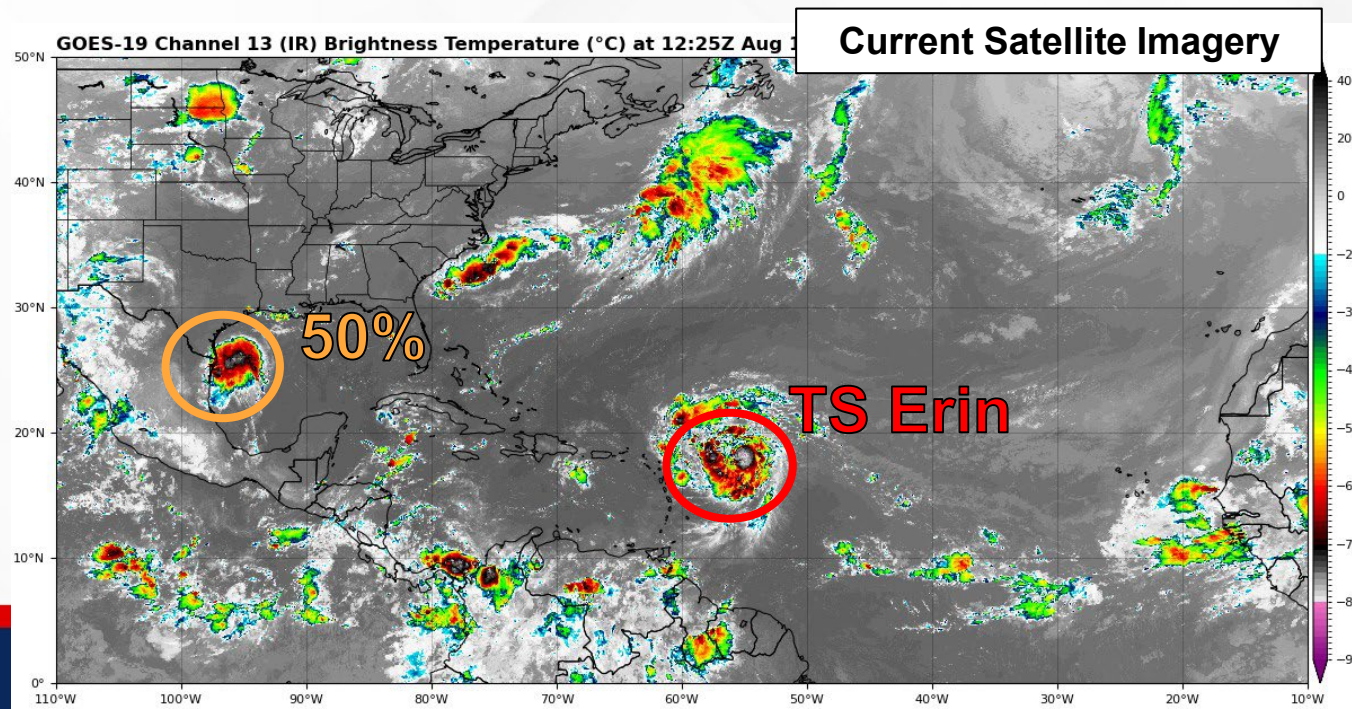 Current Satellite Imagery
GOES-19 Channel 13 (IR) Brightness Temperature (°C) at 12:25Z Aug
50°N
40°N
30°N
20°N
10°N
0°
50%
TS Erin
40
20
0
110°W 100°W 90°W 80°W 70°W 60°W 50°W 40°W 30°W 20°W 10°W